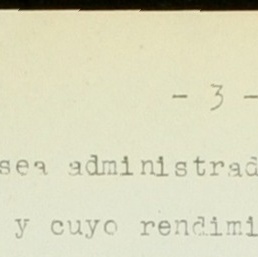 - 3 -
sea administrad
y cuyo rendimi